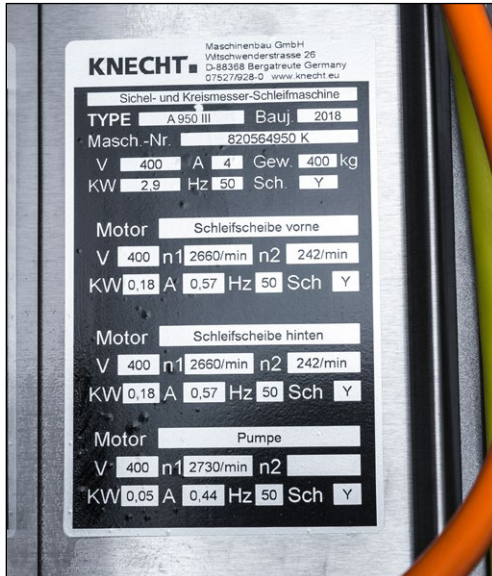 KNECHT
Maschinenbau GmbH
Witschwenderstrasse 26
D-88368 Bergatreute Germany
07527/928-0 www.knecht.eu
Sichel- und Kreismesser-Schleifmaschine
TYPE A 950 III Bauj. 2018
Masch.-Nr. 820564950 K
V 400 A 4 Gew. 400 kg
KW 2,9 Hz 50 Sch. Y
Motor Schleifscheibe vorne
V 400 n1 2660/min n2 242/min
KW 0,18 A 0,57 Hz 50 Sch Y
Motor Schleifscheibe hinten
V 400 n1 2660/min n2 242/min
KW 0,18 A 0,57 Hz 50 Sch Y
Motor Pumpe
V 400 n1 2730/min n2
KW 0,05 A 0,44 Hz 50 Sch Y